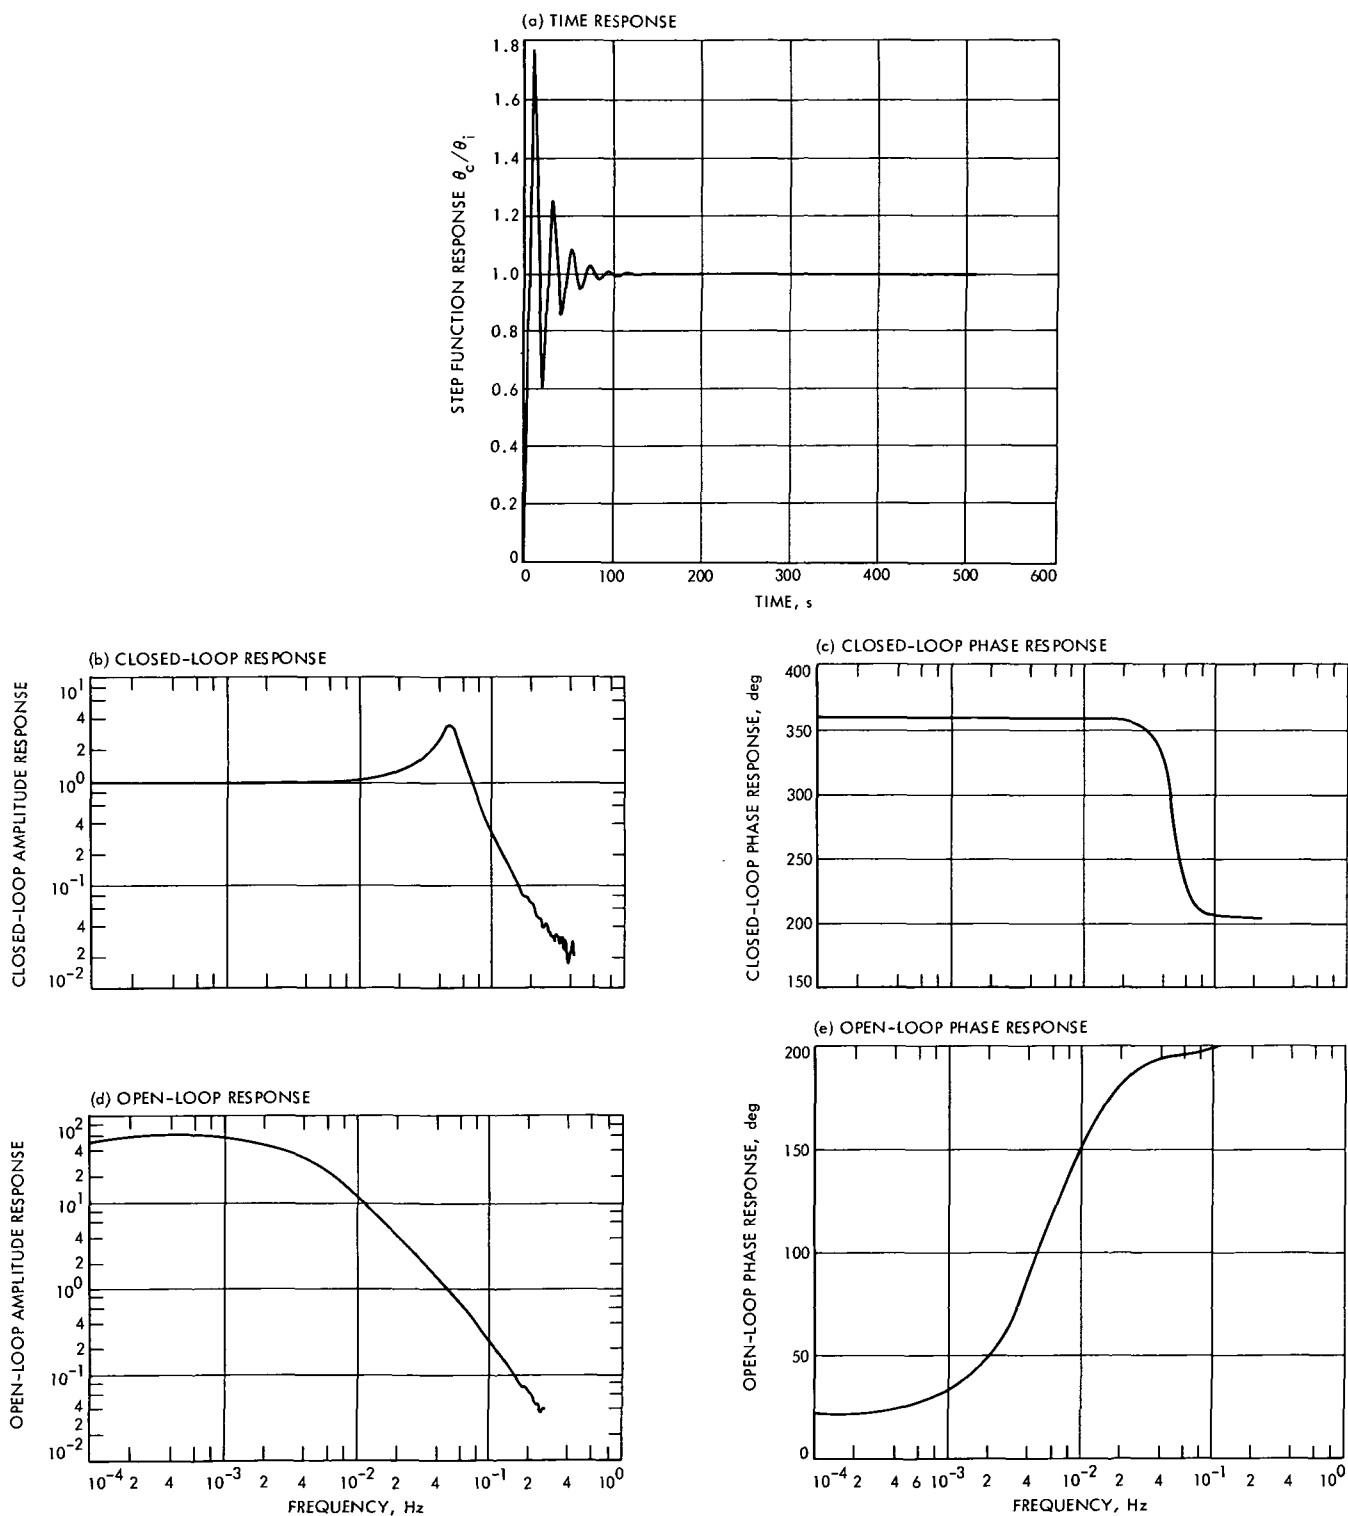 (a) TIME RESPONSE
STEP FUNCTION RESPONSE θc/θi
1.8
1.6
1.4
1.2
1.0
0.8
0.6
0.4
0.2
0
0 100 200 300 400 500 600
TIME, s
(b) CLOSED-LOOP RESPONSE
CLOSED-LOOP AMPLITUDE RESPONSE
10^1
4
2
10^0
4
2
10^-1
4
2
10^-2
(c) CLOSED-LOOP PHASE RESPONSE
CLOSED-LOOP PHASE RESPONSE, deg
400
350
300
250
200
150
(d) OPEN-LOOP RESPONSE
OPEN-LOOP AMPLITUDE RESPONSE
10^2
4
2
10^1
4
2
10^0
4
2
10^-1
4
2
10^-2
10^-4 2 4 10^-3 2 4 10^-2 2 4 10^-1 2 4 10^0
FREQUENCY, Hz
(e) OPEN-LOOP PHASE RESPONSE
OPEN-LOOP PHASE RESPONSE, deg
200
150
100
50
0
10^-4 2 4 6 10^-3 2 4 10^-2 2 4 10^-1 2 4 10^0
FREQUENCY, Hz